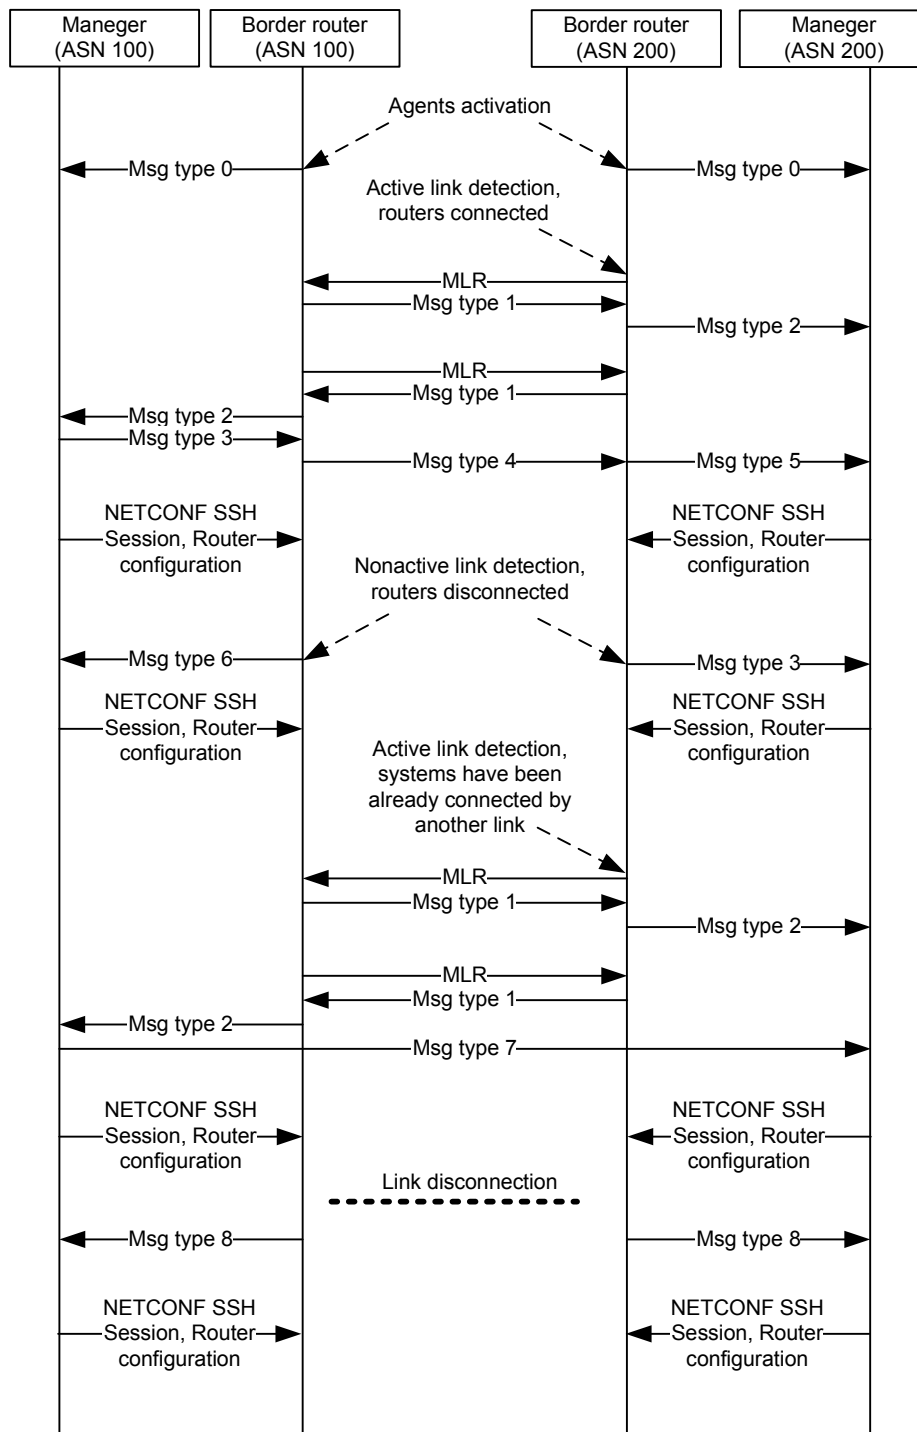 Maneger
(ASN 100)
Border router
(ASN 100)
Border router
(ASN 200)
Maneger
(ASN 200)
Agents activation
Msg type 0
Msg type 0
Active link detection,
routers connected
MLR
Msg type 1
Msg type 2
MLR
Msg type 1
Msg type 2
Msg type 3
Msg type 4
Msg type 5
NETCONF SSH
Session, Router
configuration
NETCONF SSH
Session, Router
configuration
Nonactive link detection,
routers disconnected
Msg type 6
Msg type 3
NETCONF SSH
Session, Router
configuration
NETCONF SSH
Session, Router
configuration
Active link detection,
systems have been
already connected by
another link
MLR
Msg type 1
Msg type 2
MLR
Msg type 1
Msg type 2
Msg type 7
NETCONF SSH
Session, Router
configuration
NETCONF SSH
Session, Router
configuration
Link disconnection
Msg type 8
Msg type 8
NETCONF SSH
Session, Router
configuration
NETCONF SSH
Session, Router
configuration